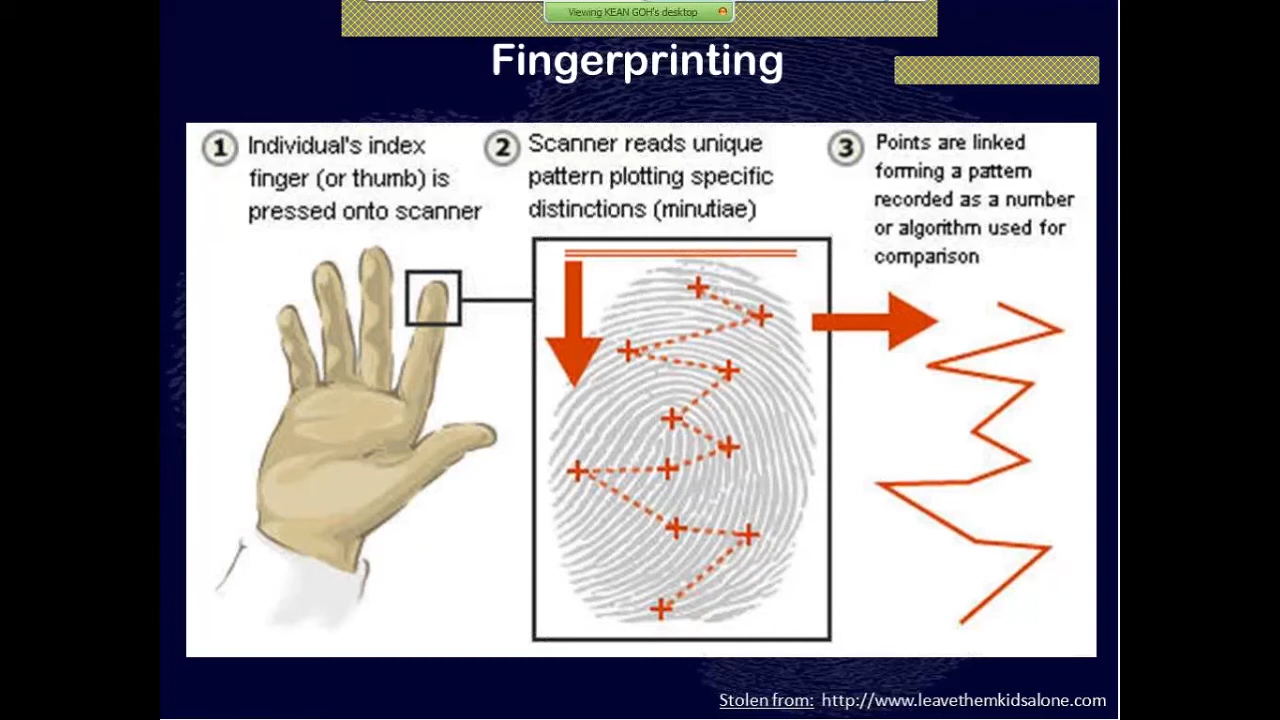 Viewing KEAN GOH's desktop
Fingerprinting
1 Individual's index
finger (or thumb) is
pressed onto scanner
2 Scanner reads unique
pattern plotting specific
distinctions (minutiae)
3 Points are linked
forming a pattern
recorded as a number
or algorithm used for
comparison
Stolen from: http://www.leavethemkidsalone.com